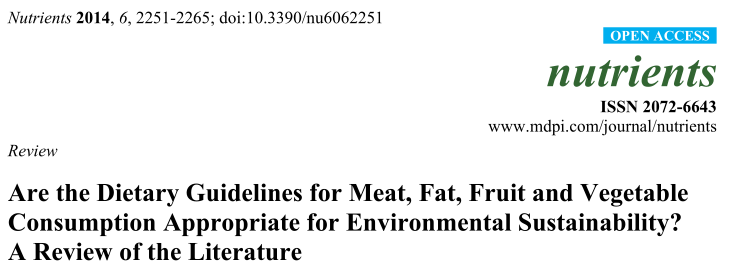 Nutrients 2014, 6, 2251-2265; doi:10.3390/nu6062251
OPEN ACCESS
nutrients
ISSN 2072-6643
www.mdpi.com/journal/nutrients
Review
Are the Dietary Guidelines for Meat, Fat, Fruit and Vegetable
Consumption Appropriate for Environmental Sustainability?
A Review of the Literature